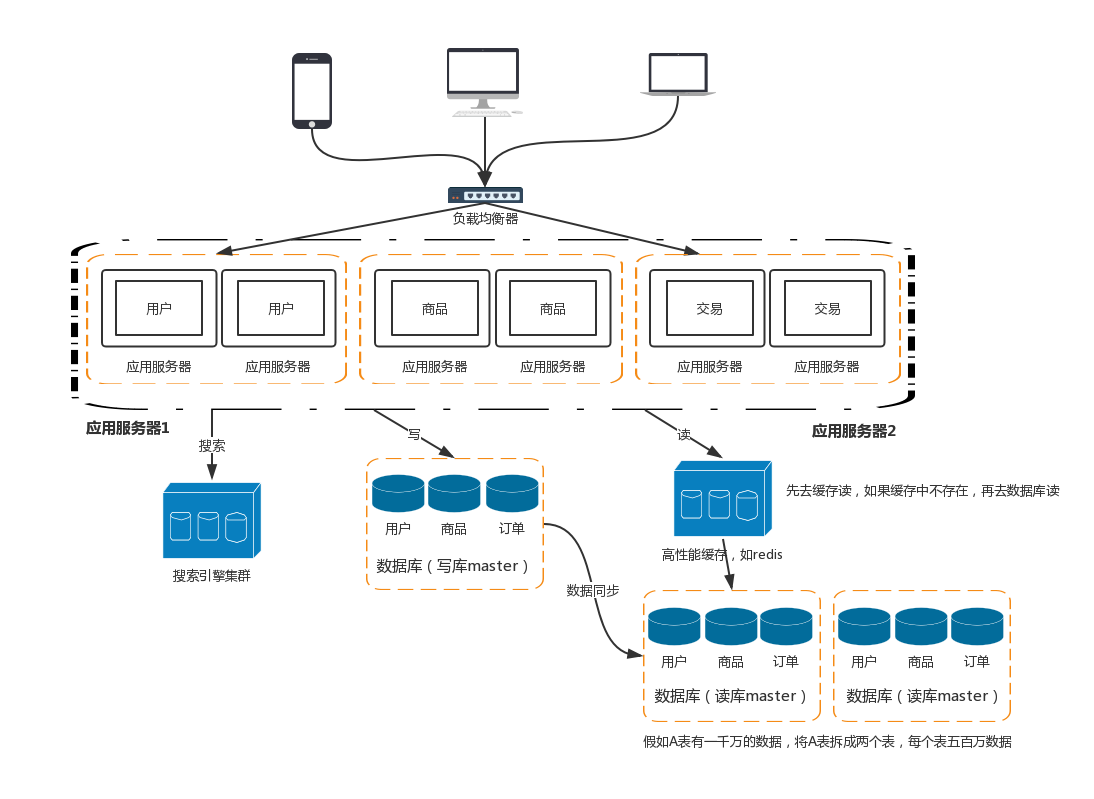 负载均衡器
用户
用户
商品
商品
交易
交易
应用服务器
应用服务器
应用服务器
应用服务器
应用服务器
应用服务器
应用服务器1
应用服务器2
搜索
写
读
先去缓存读，如果缓存中不存在，再去数据库读
用户
商品
订单
高性能缓存，如redis
数据库（写库master）
搜索引擎集群
数据同步
用户
商品
订单
用户
商品
订单
数据库（读库master）
数据库（读库master）
假如A表有一千万的数据，将A表拆成两个表，每个表五百万数据